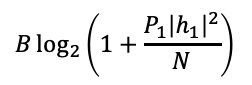 B log₂ (1 + P₁|h₁|² / N)